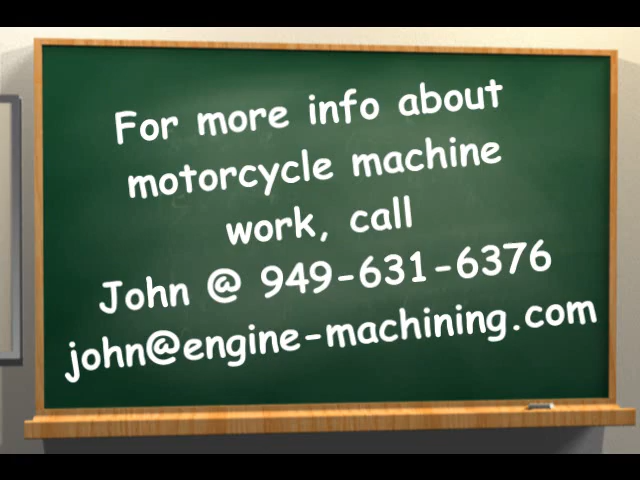 For more info about
motorcycle machine
work, call
John @ 949-631-6376
john@engine-machining.com